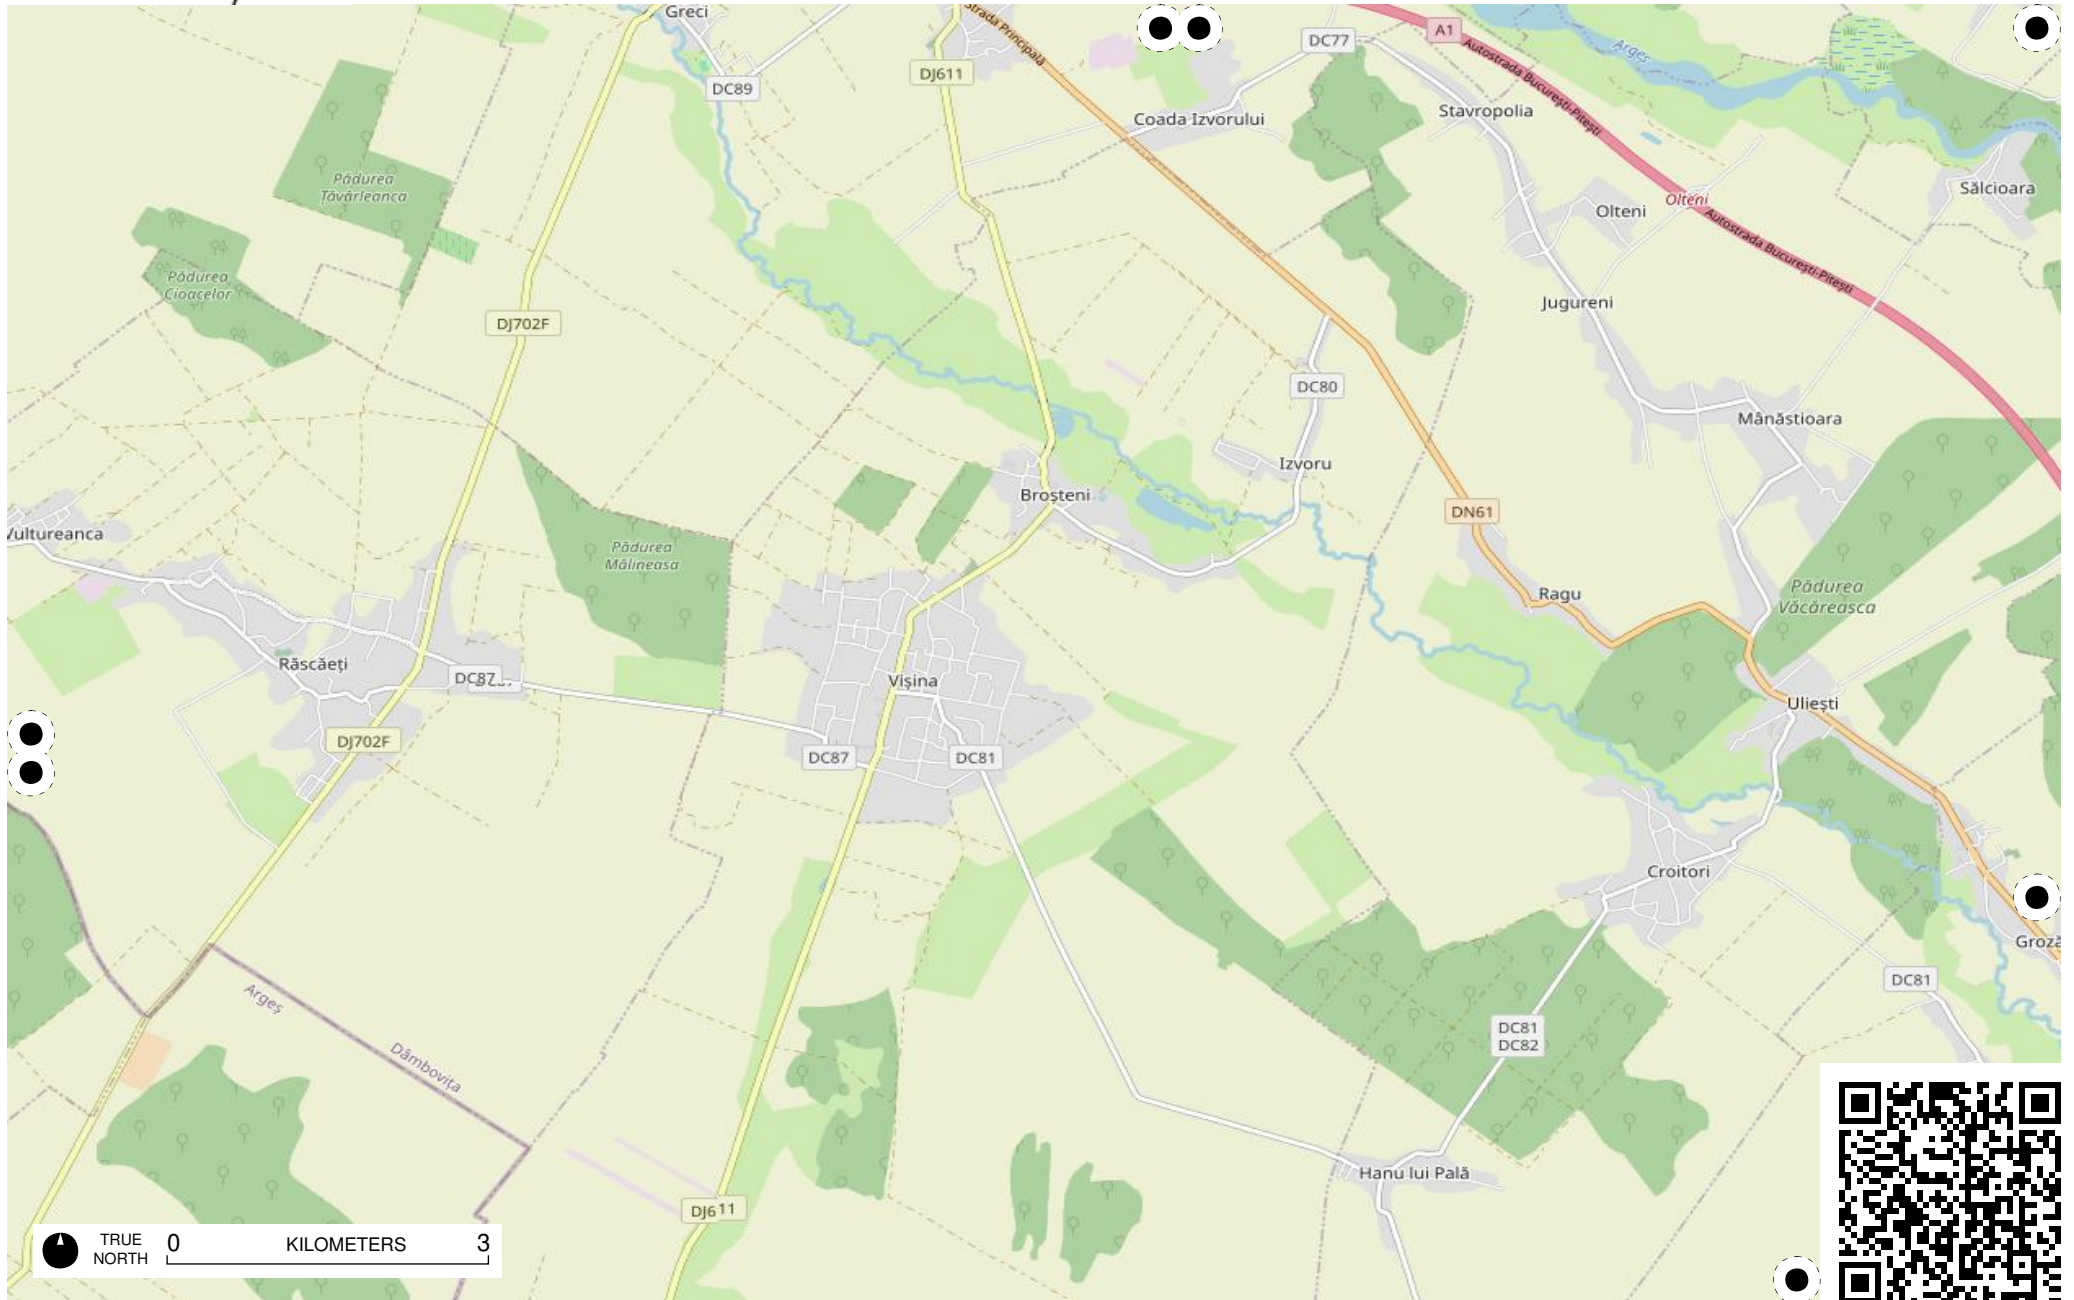 Greci
Strada Principală
DC77
A1
Autostrada București-Pitești
Argeș
DJ611
DC89
Stavropolia
Coada Izvorului
Pădurea
Tăvârleanca
Sălcioara
Olteni
Olteni
Autostrada București-Pitești
Pădurea
Cioacelor
Jugureni
DJ702F
DC80
Mânăstioara
Izvoru
Broșteni
DN61
Vultureanca
Pădurea
Mălineasa
Ragu
Pădurea
Văcăreasca
Răscăeți
DC87
Vișina
Uliești
DJ702F
DC87
DC81
Croitori
Groză
DC81
Argeș
DC81
DC82
Dâmbovița
Hanu lui Pală
DJ611
TRUE
NORTH
0 KILOMETERS 3